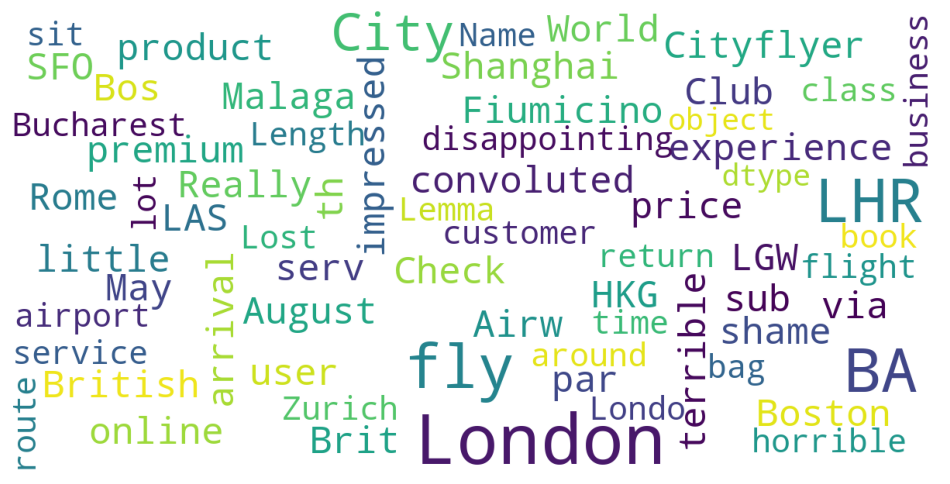 sit
product
City
Name
World
Cityflyer
business
SFO
Bos
Shanghai
Malaga
Club
class
Fiumicino
Bucharest
Length
impressed
disappointing
object
premium
experience
Rome
lot
Really
th
convoluted
dtype
LAS
Lemma
price
LHR
Lost
customer
book
little
serv
Check
return
LGW
flight
May
arrival
HKG
sub
via
airport
August
Airw
time
terrible
shame
service
fly
around
BA
route
British
user
par
bag
Zurich
Londo
Boston
online
Brit
London
horrible